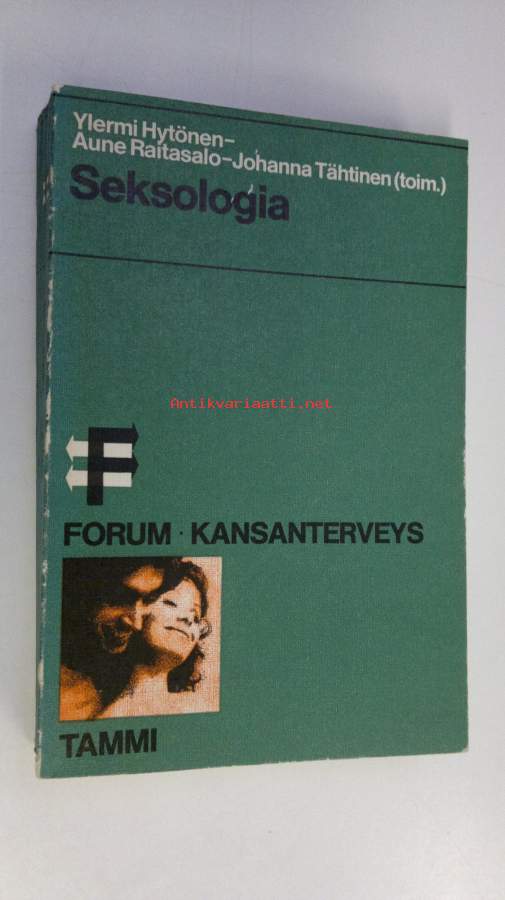 Ylermi Hytönen–
Aune Raitasalo–Johanna Tähtinen (toim.)
Seksologia
Antikvariaatti.net
F
FORUM · KANSANTERVEYS
TAMMI